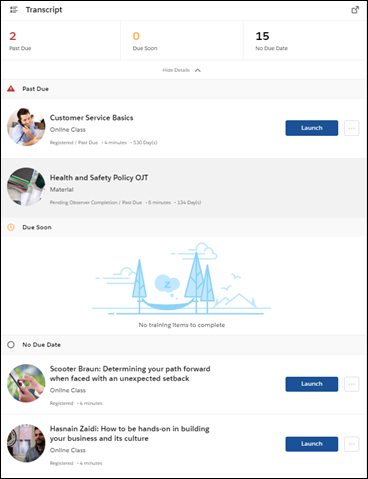 Transcript
2 0 15
Past Due Due Soon No Due Date
Hide Details
Past Due
Customer Service Basics
Online Class
Launch
Registered / Past Due • 4 minutes • 530 Day(s)
Health and Safety Policy OJT
Material
Pending Observer Completion / Past Due • 6 minutes • 134 Day(s)
Due Soon
z
No training items to complete
No Due Date
Scooter Braun: Determining your path forward
when faced with an unexpected setback
Online Class
Launch
Registered • 6 minutes
Hasnain Zaidi: How to be hands-on in building
your business and its culture
Online Class
Launch
Registered • 6 minutes